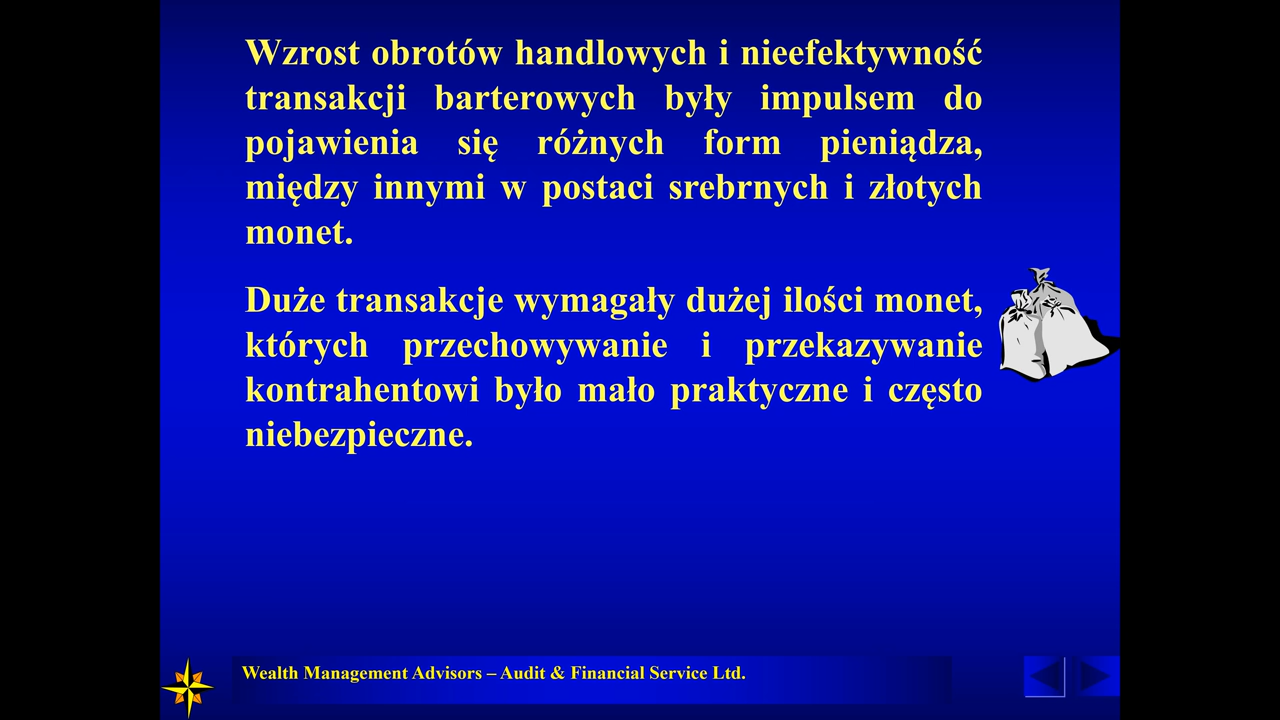 Wzrost obrotów handlowych i nieefektywność
transakcji barterowych były impulsem do
pojawienia się różnych form pieniądza,
między innymi w postaci srebrnych i złotych
monet.
Duże transakcje wymagały dużej ilości monet,
których przechowywanie i przekazywanie
kontrahentowi było mało praktyczne i często
niebezpieczne.
Wealth Management Advisors – Audit & Financial Service Ltd.